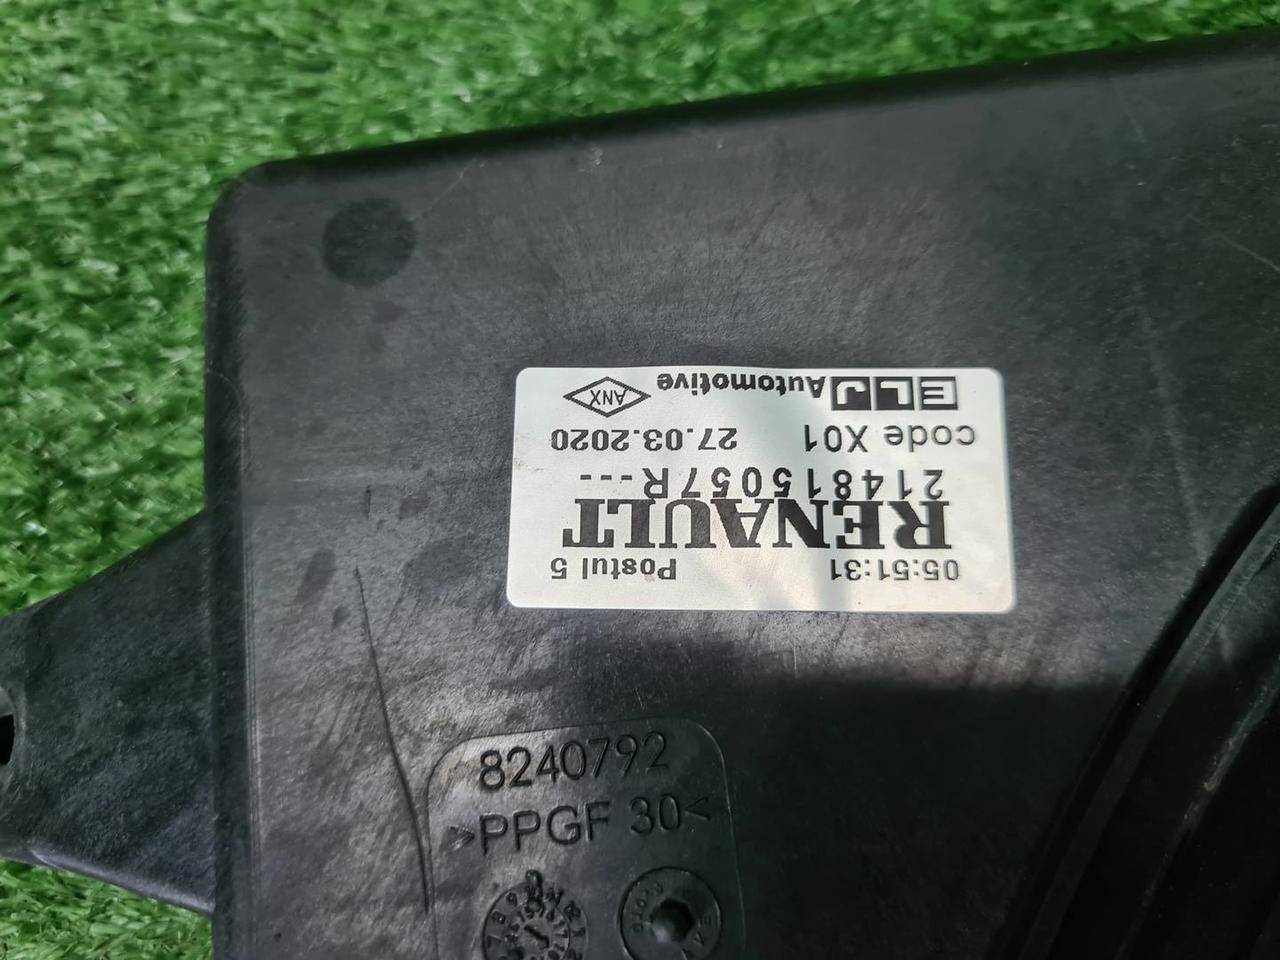 05:51:31 Postul 5
RENAULT
214815057R---
code X01 27.03.2020
ELJ Automotive ANX
8240792
>PPGF 30<